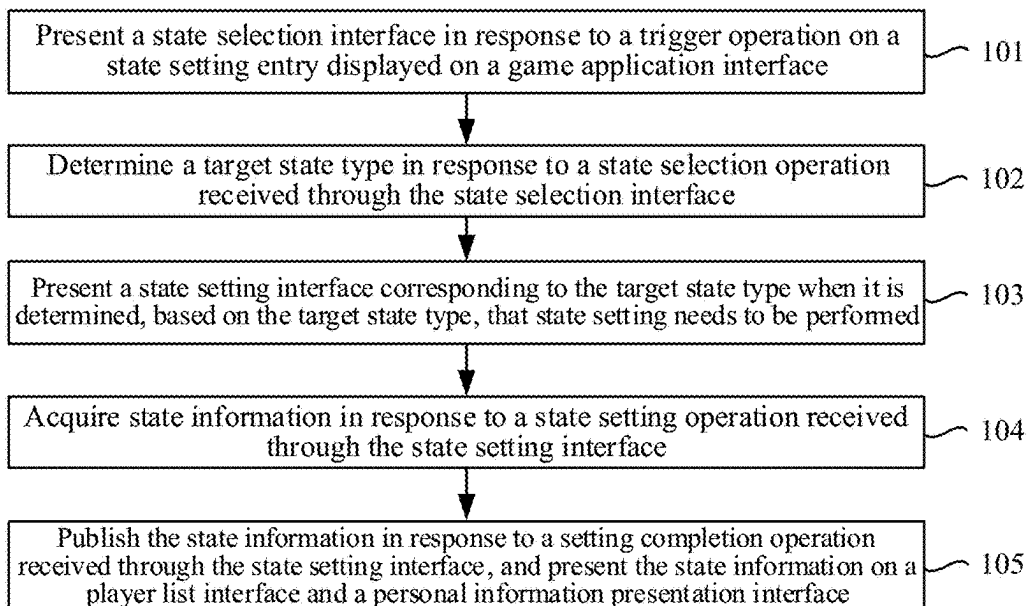 Present a state selection interface in response to a trigger operation on a
state setting entry displayed on a game application interface
101
Determine a target state type in response to a state selection operation
received through the state selection interface
102
Present a state setting interface corresponding to the target state type when it is
determined, based on the target state type, that state setting needs to be performed
103
Acquire state information in response to a state setting operation received
through the state setting interface
104
Publish the state information in response to a setting completion operation
received through the state setting interface, and present the state information on a
player list interface and a personal information presentation interface
105